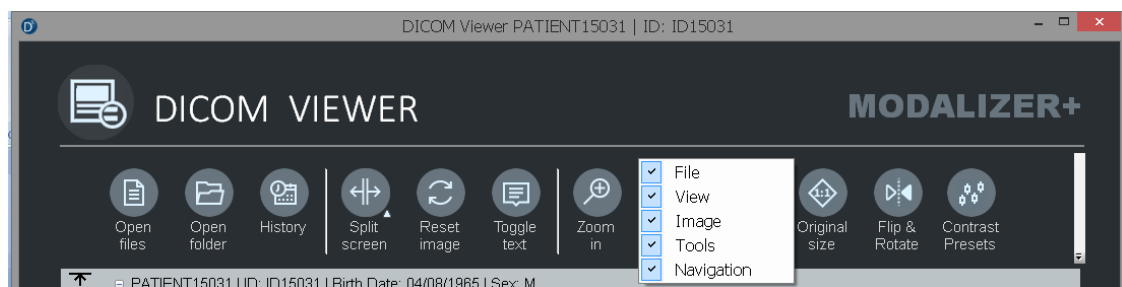 DICOM Viewer PATIENT15031 | ID: ID15031
DICOM VIEWER
MODALIZER+
Open files
Open folder
History
Split screen
Reset image
Toggle text
Zoom in
File
View
Image
Tools
Navigation
1:1
Original size
Flip & Rotate
Contrast Presets
PATIENT15031 | ID: ID15031 | Birth Date: 04/08/1965 | Sex: M